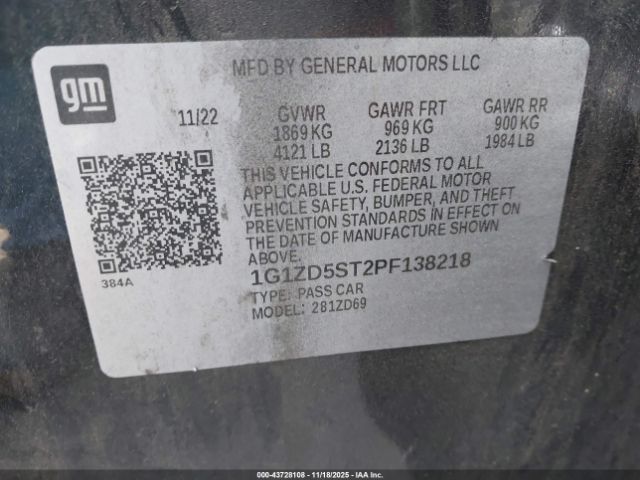 gm
MFD BY GENERAL MOTORS LLC
11/22 GVWR GAWR FRT GAWR RR
1869 KG 969 KG 900 KG
4121 LB 2136 LB 1984 LB
THIS VEHICLE CONFORMS TO ALL
APPLICABLE U.S. FEDERAL MOTOR
VEHICLE SAFETY, BUMPER, AND THEFT
PREVENTION STANDARDS IN EFFECT ON
THE DATE OF MANUFACTURE SHOWN
ABOVE.
384A
1G1ZD5ST2PF138218
TYPE: PASS CAR
MODEL: 281ZD69
000-43728108 - 11/18/2025 - IAAI.com